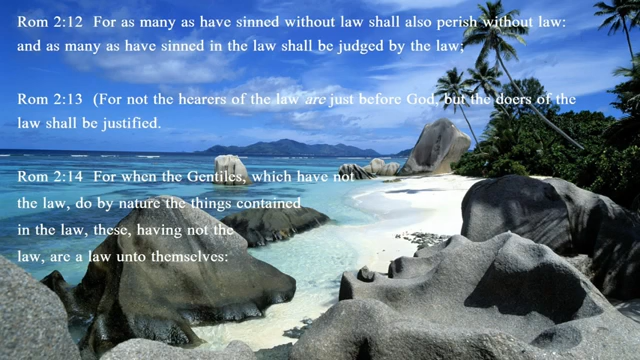 Rom 2:12  For as many as have sinned without law shall also perish without law:
and as many as have sinned in the law shall be judged by the law;
Rom 2:13  (For not the hearers of the law are just before God, but the doers of the
law shall be justified.
Rom 2:14  For when the Gentiles, which have not
the law, do by nature the things contained
in the law, these, having not the
law, are a law unto themselves: